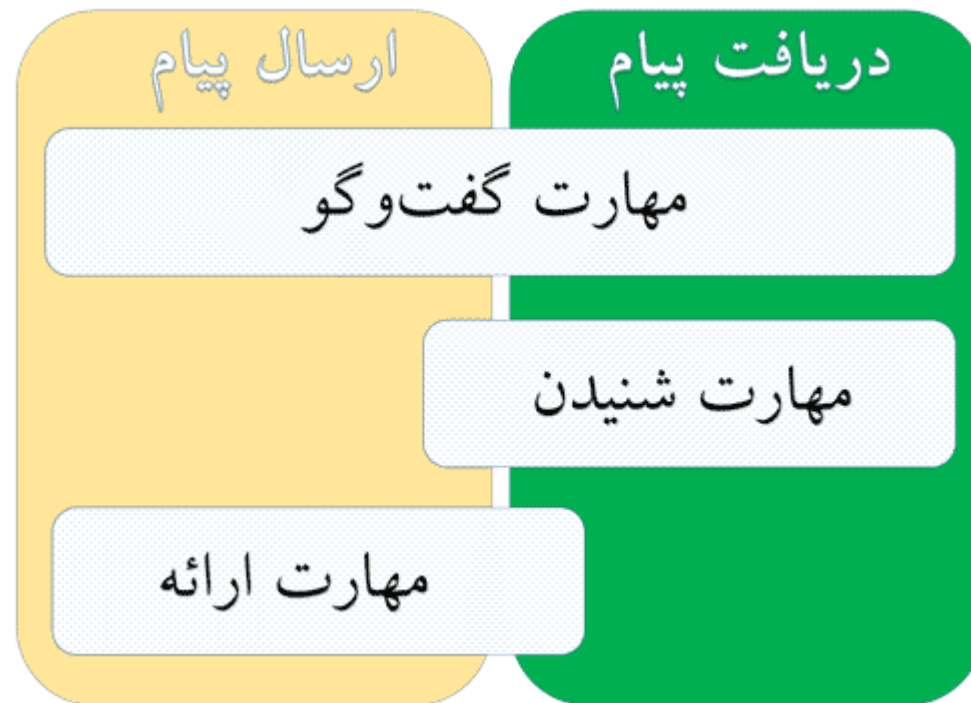 دریافت پیام
ارسال پیام
مهارت گفت‌وگو
مهارت شنیدن
مهارت ارائه